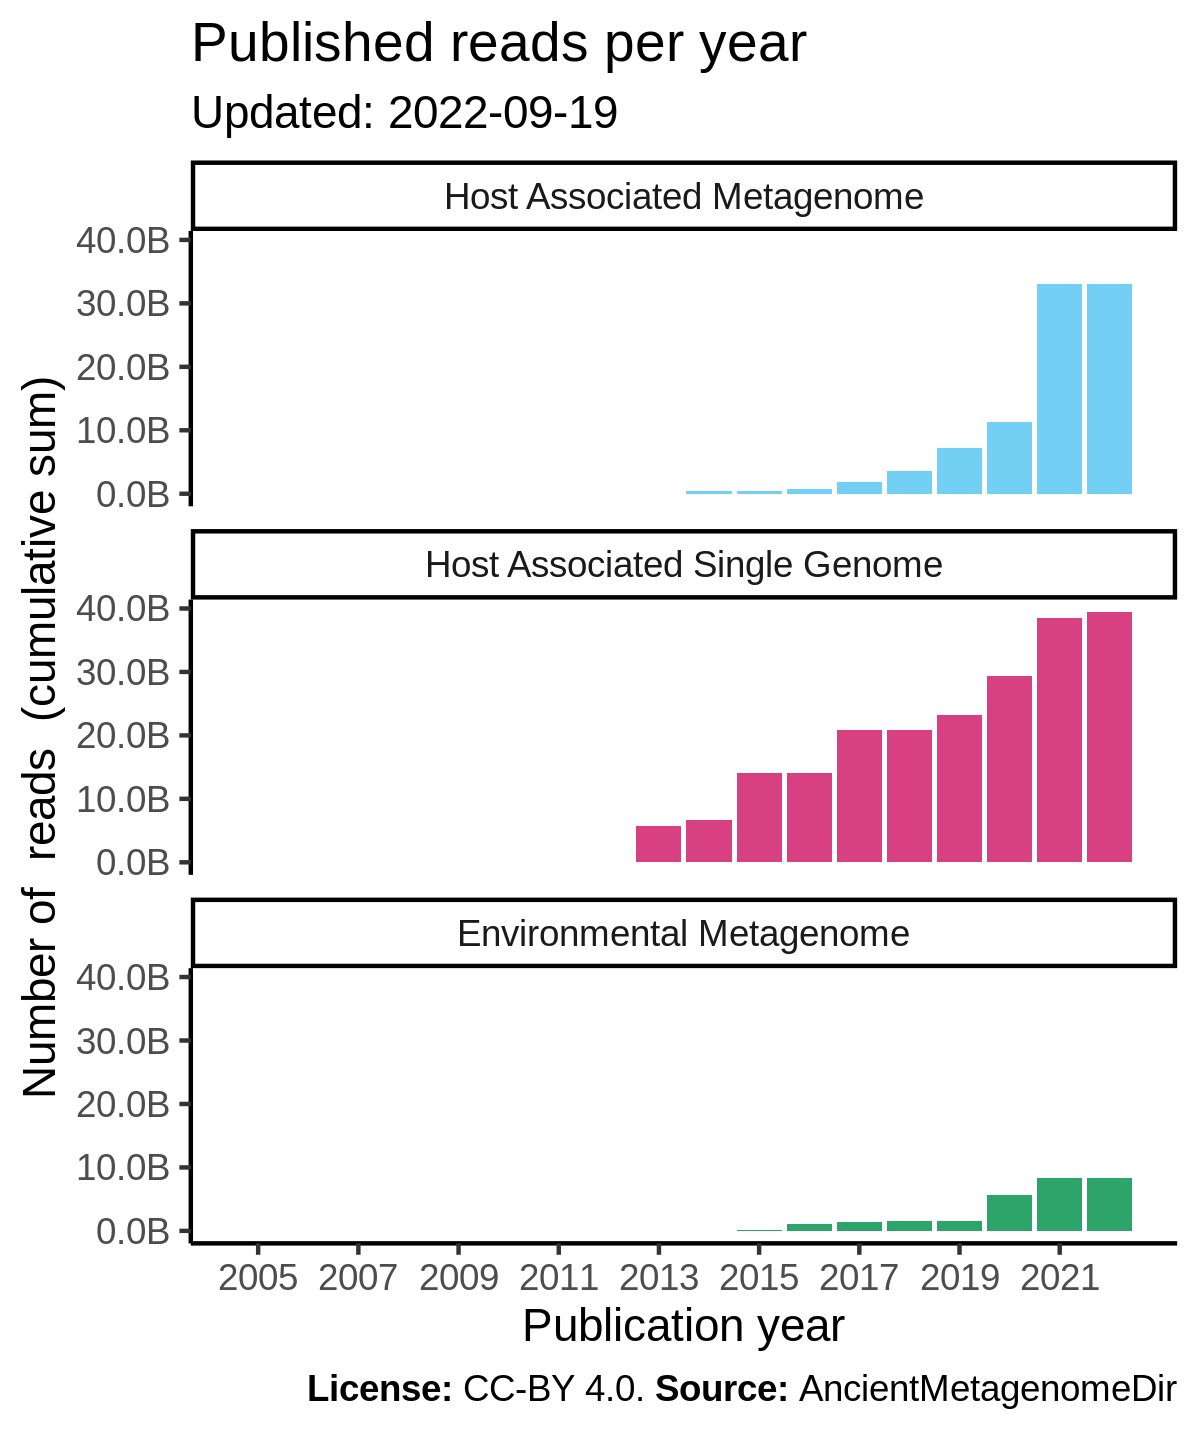 Published reads per year
Updated: 2022-09-19
Host Associated Metagenome
40.0B
30.0B
20.0B
10.0B
0.0B
Host Associated Single Genome
40.0B
30.0B
20.0B
10.0B
0.0B
Environmental Metagenome
40.0B
30.0B
20.0B
10.0B
0.0B
Number of reads (cumulative sum)
2005 2007 2009 2011 2013 2015 2017 2019 2021
Publication year
License: CC-BY 4.0. Source: AncientMetagenomeDir